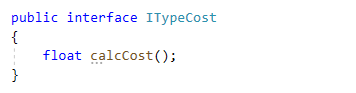 public interface ITypeCost
{
    float calcCost();
}